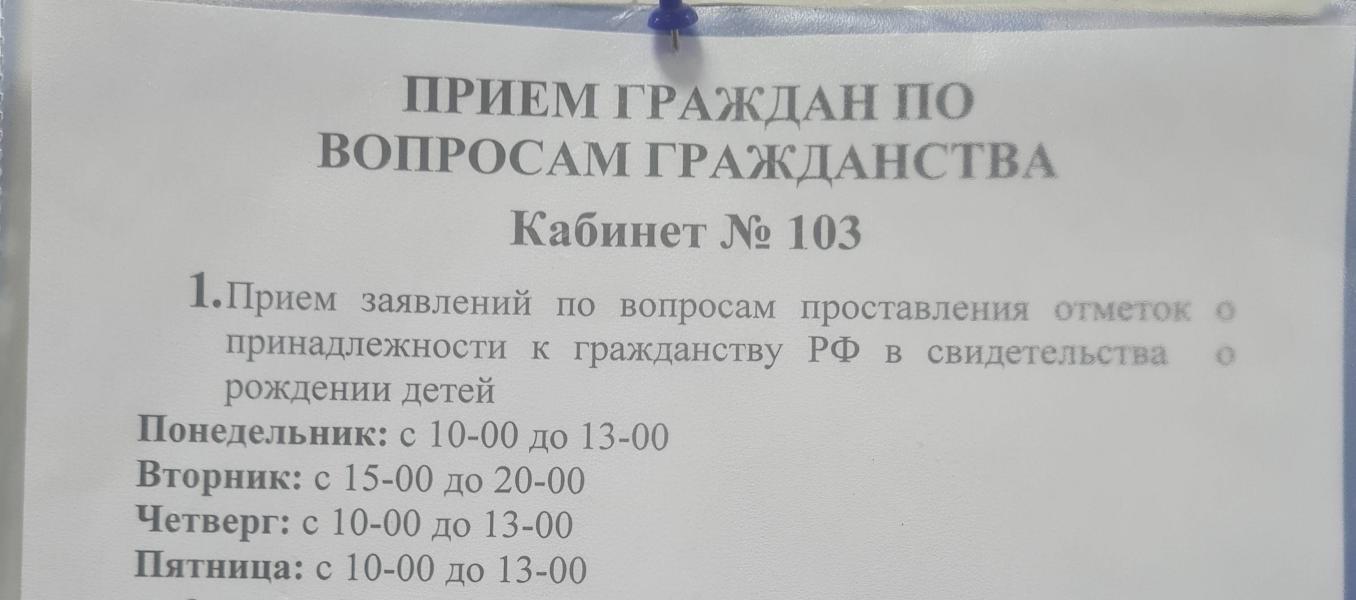 ПРИЕМ ГРАЖДАН ПО
ВОПРОСАМ ГРАЖДАНСТВА
Кабинет № 103
1.Прием заявлений по вопросам проставления отметок о
принадлежности к гражданству РФ в свидетельства о
рождении детей
Понедельник: с 10-00 до 13-00
Вторник: с 15-00 до 20-00
Четверг: с 10-00 до 13-00
Пятница: с 10-00 до 13-00